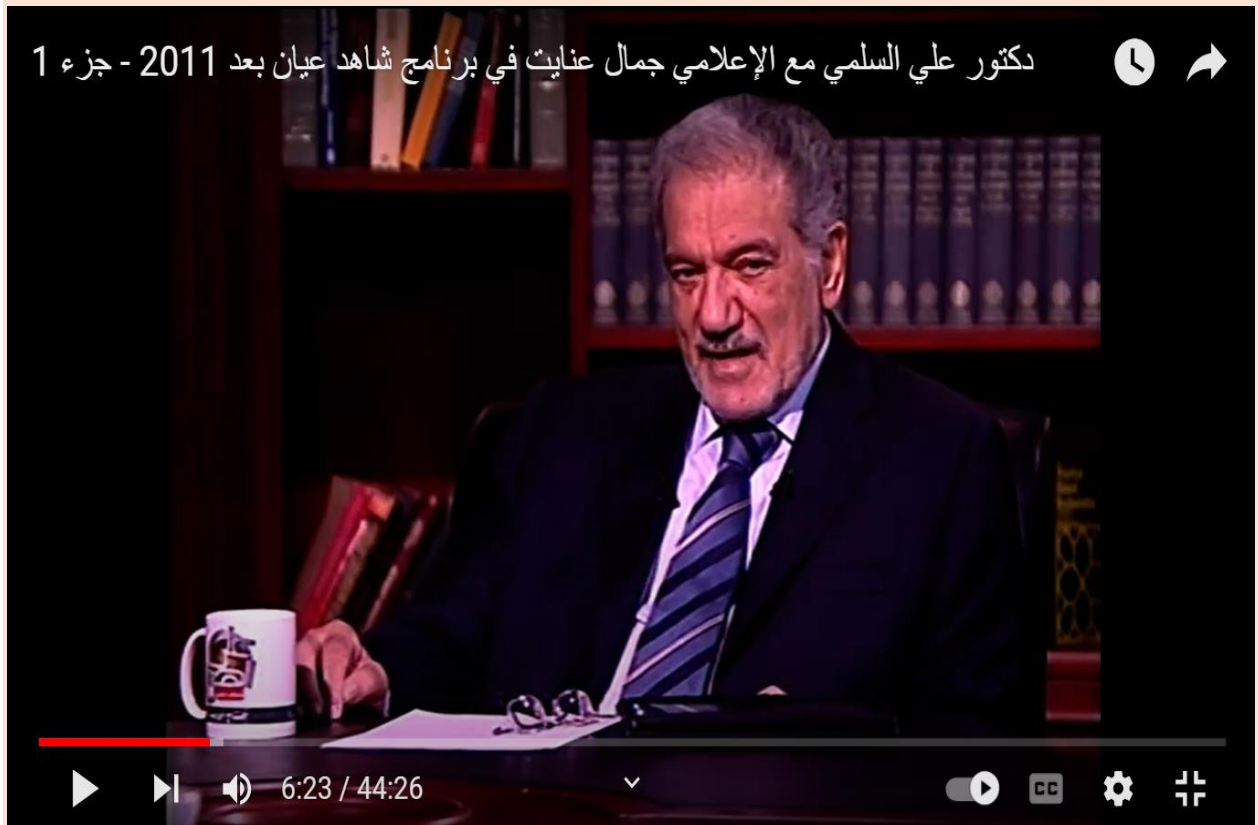 دكتور علي السلمي مع الإعلامي جمال عنايت في برنامج شاهد عيان بعد 2011 - جزء 1
6:23 / 44:26
CC